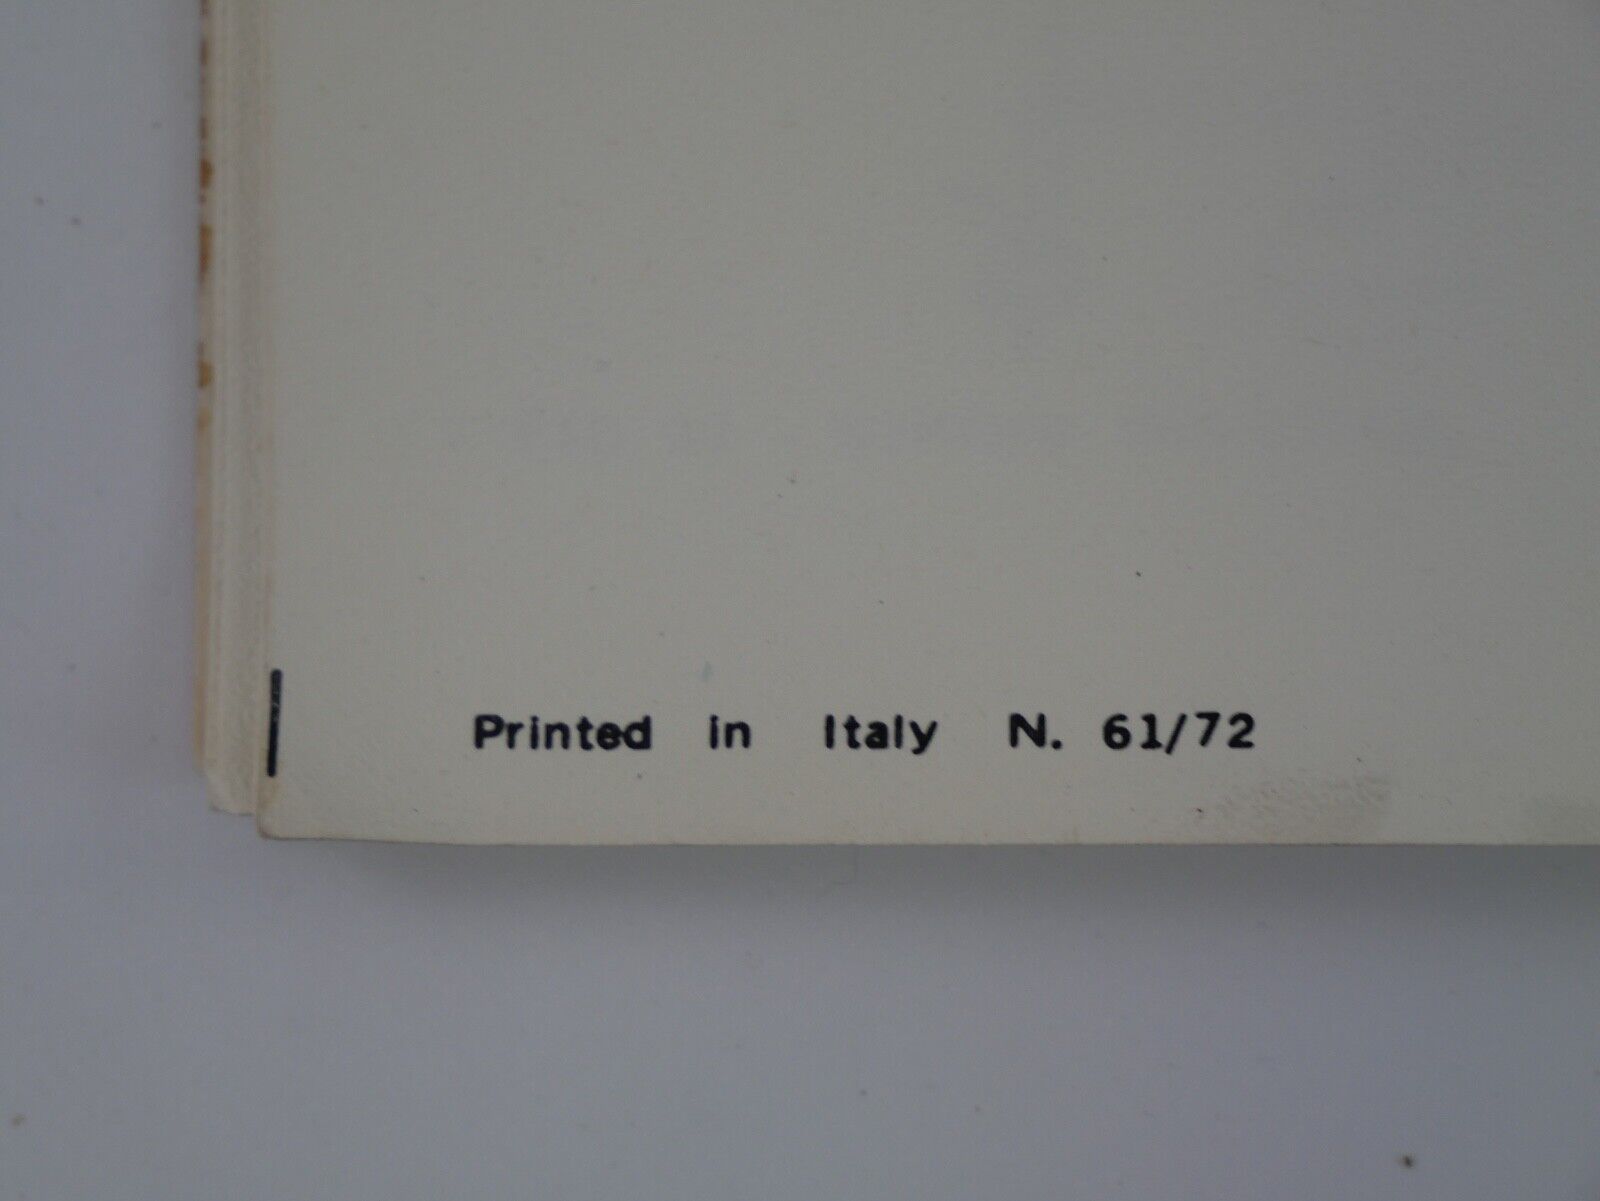 Printed in Italy N. 61/72